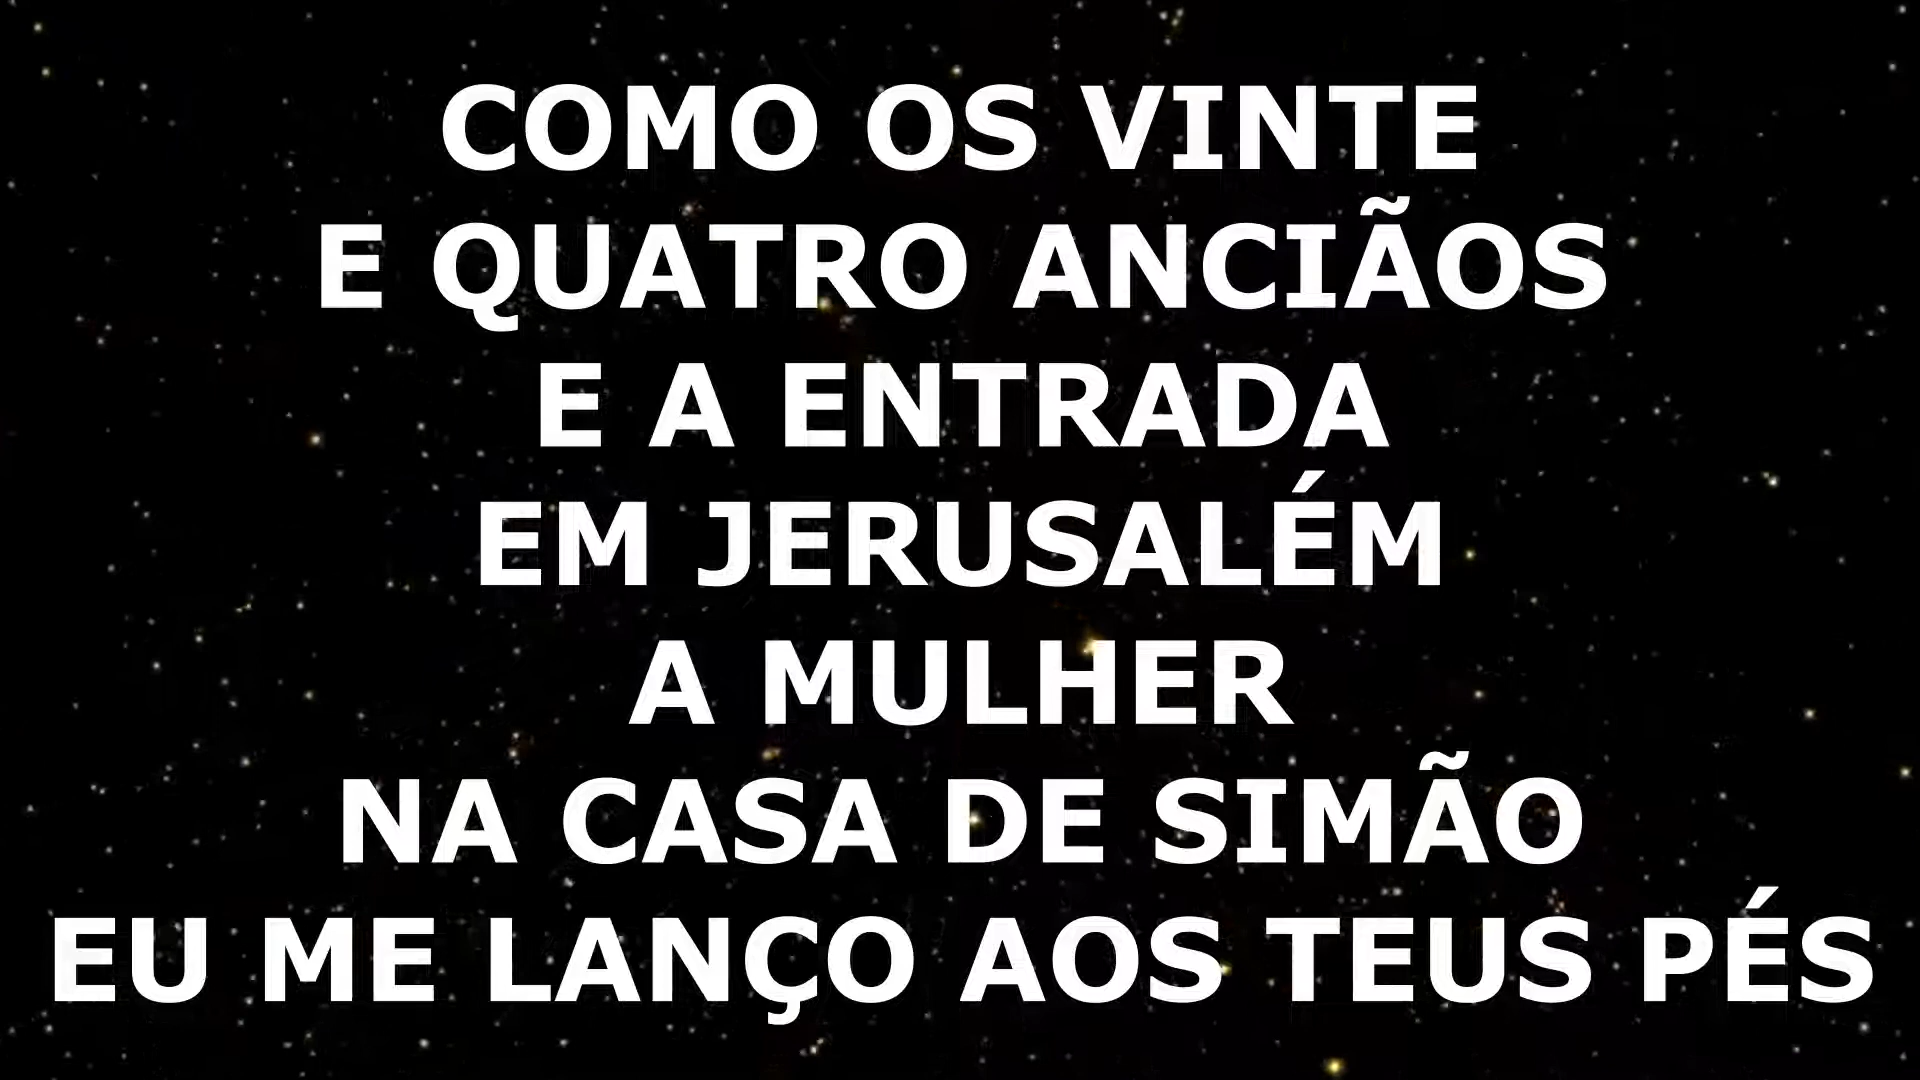 COMO OS VINTE
E QUATRO ANCIÃOS
E A ENTRADA
EM JERUSALÉM
A MULHER
NA CASA DE SIMÃO
EU ME LANÇO AOS TEUS PÉS